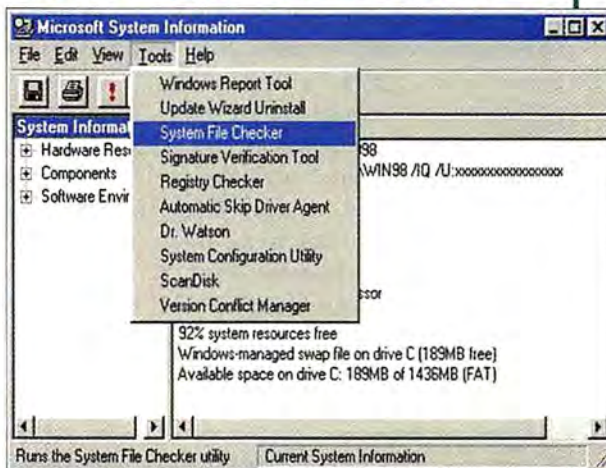 Microsoft System Information
File Edit View Tools Help
Windows Report Tool
Update Wizard Uninstall
System File Checker
Signature Verification Tool
Registry Checker
Automatic Skip Driver Agent
Dr. Watson
System Configuration Utility
ScanDisk
Version Conflict Manager
System Informat
Hardware Res
Components
Software Envir
98
\WIN98 /IQ /U:xxxxxxxxxxxxxxxxx
ssor
92% system resources free
Windows-managed swap file on drive C (189MB free)
Available space on drive C: 189MB of 1436MB (FAT)
Runs the System File Checker utility
Current System Information